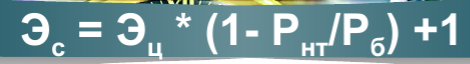 Эс = Эц * (1- Рнт/Рб) +1